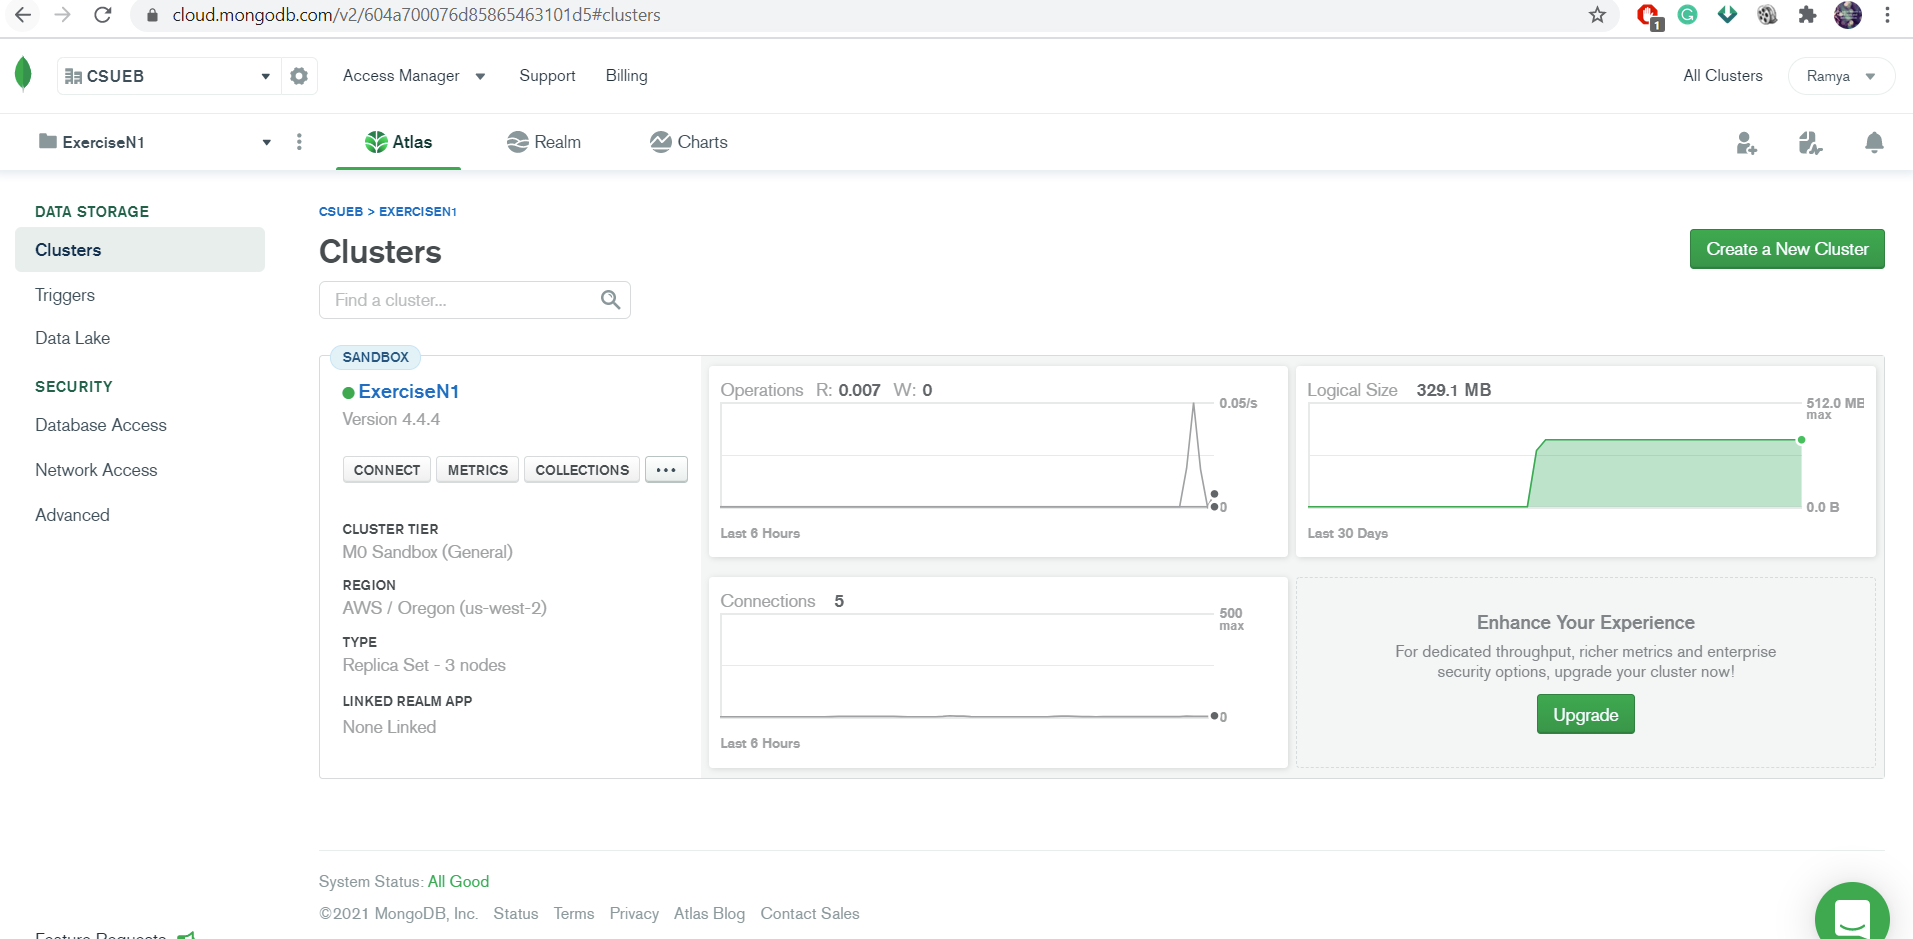 cloud.mongodb.com/v2/604a700076d85865463101d5#clusters
1
CSUEB
Access Manager
Support
Billing
All Clusters
Ramya
ExerciseN1
Atlas
Realm
Charts
DATA STORAGE
Clusters
Triggers
Data Lake
SECURITY
Database Access
Network Access
Advanced
Feature Requests
CSUEB > EXERCISEN1
Clusters
Create a New Cluster
Find a cluster...
SANDBOX
ExerciseN1
Version 4.4.4
CONNECT
METRICS
COLLECTIONS
...
CLUSTER TIER
M0 Sandbox (General)
REGION
AWS / Oregon (us-west-2)
TYPE
Replica Set - 3 nodes
LINKED REALM APP
None Linked
Operations R: 0.007 W: 0
0.05/s
0
Last 6 Hours
Logical Size 329.1 MB
512.0 MB
max
0.0 B
Last 30 Days
Connections 5
500
max
0
Last 6 Hours
Enhance Your Experience
For dedicated throughput, richer metrics and enterprise
security options, upgrade your cluster now!
Upgrade
System Status: All Good
©2021 MongoDB, Inc. Status Terms Privacy Atlas Blog Contact Sales